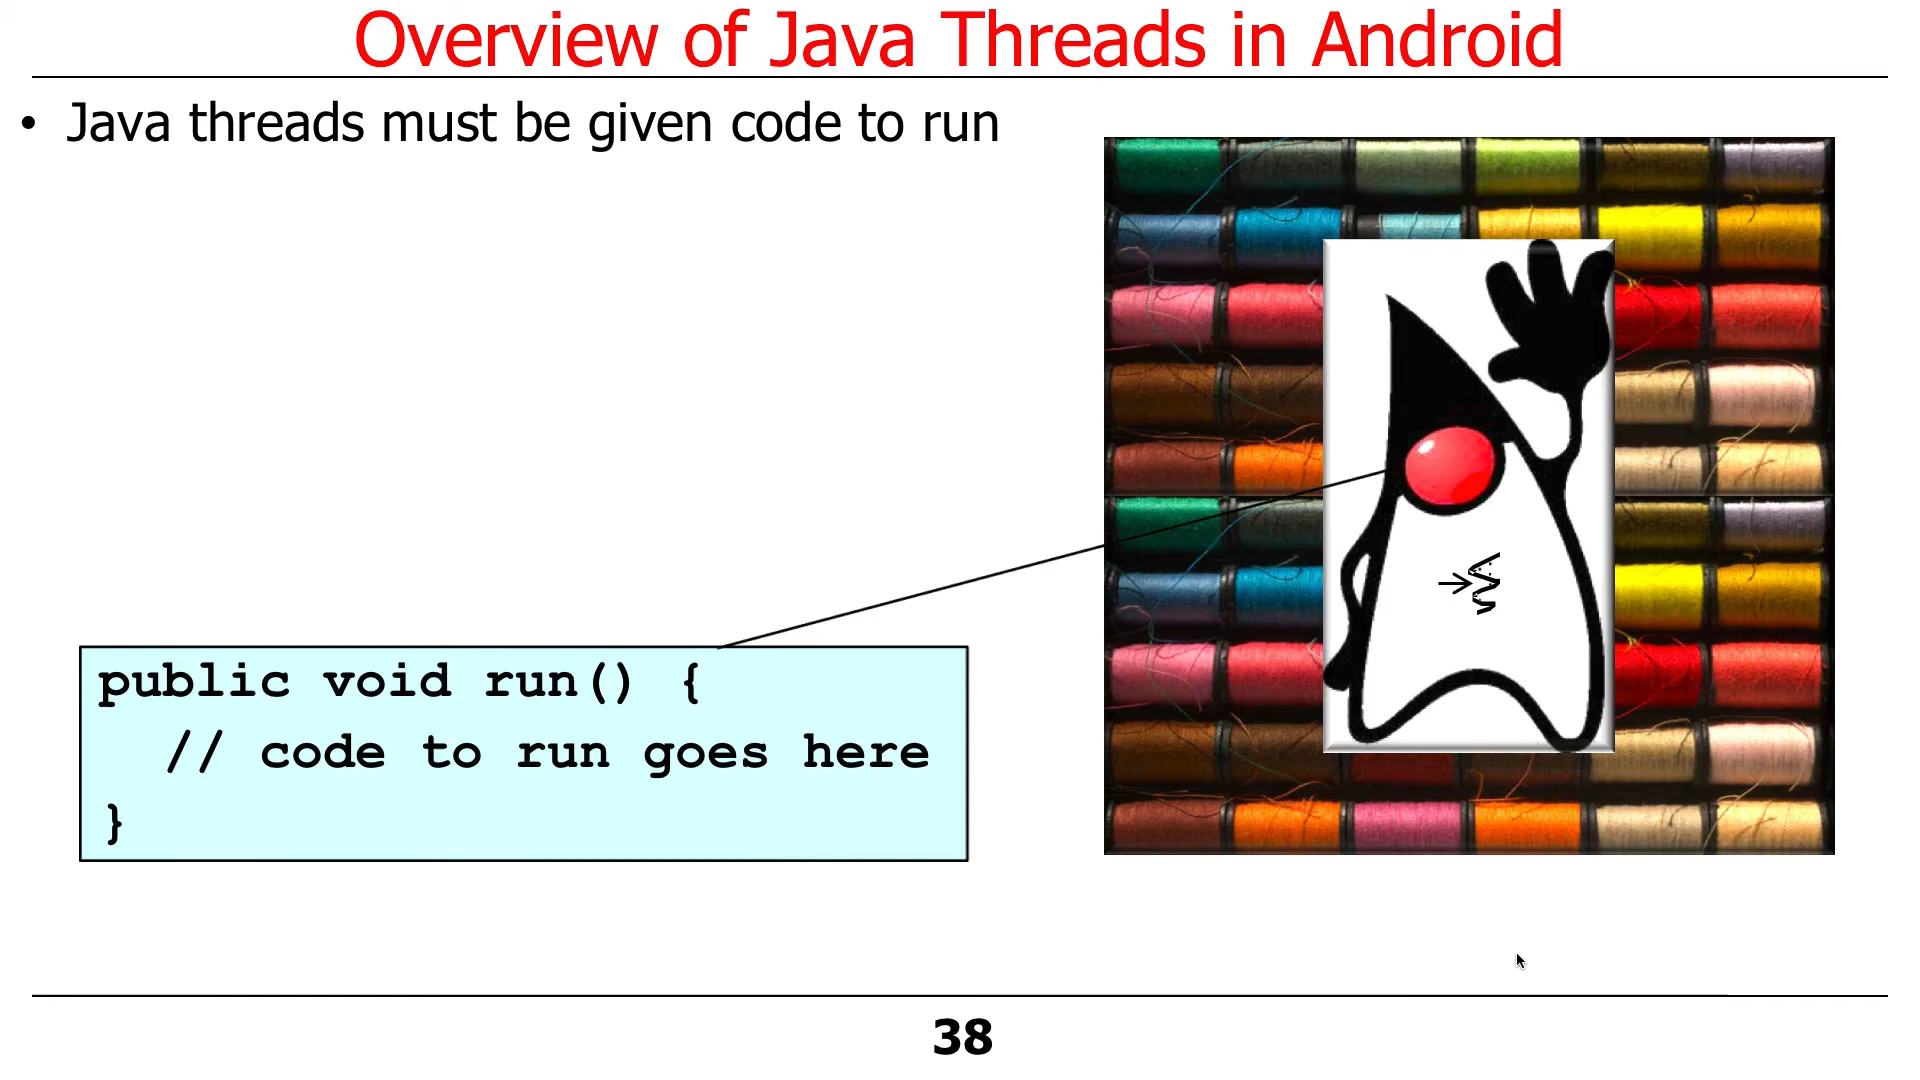 Overview of Java Threads in Android
• Java threads must be given code to run
public void run() {
// code to run goes here
}
38